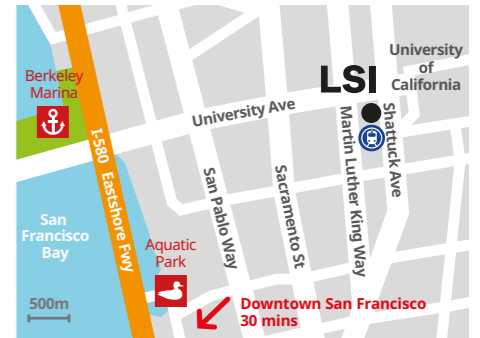 University
of
California
LSI
Berkeley
Marina
University Ave
I-580 Eastshore Fwy
San Pablo Way
Sacramento St
Martin Luther King Way
Shattuck Ave
San
Francisco
Bay
Aquatic
Park
500m
Downtown San Francisco
30 mins